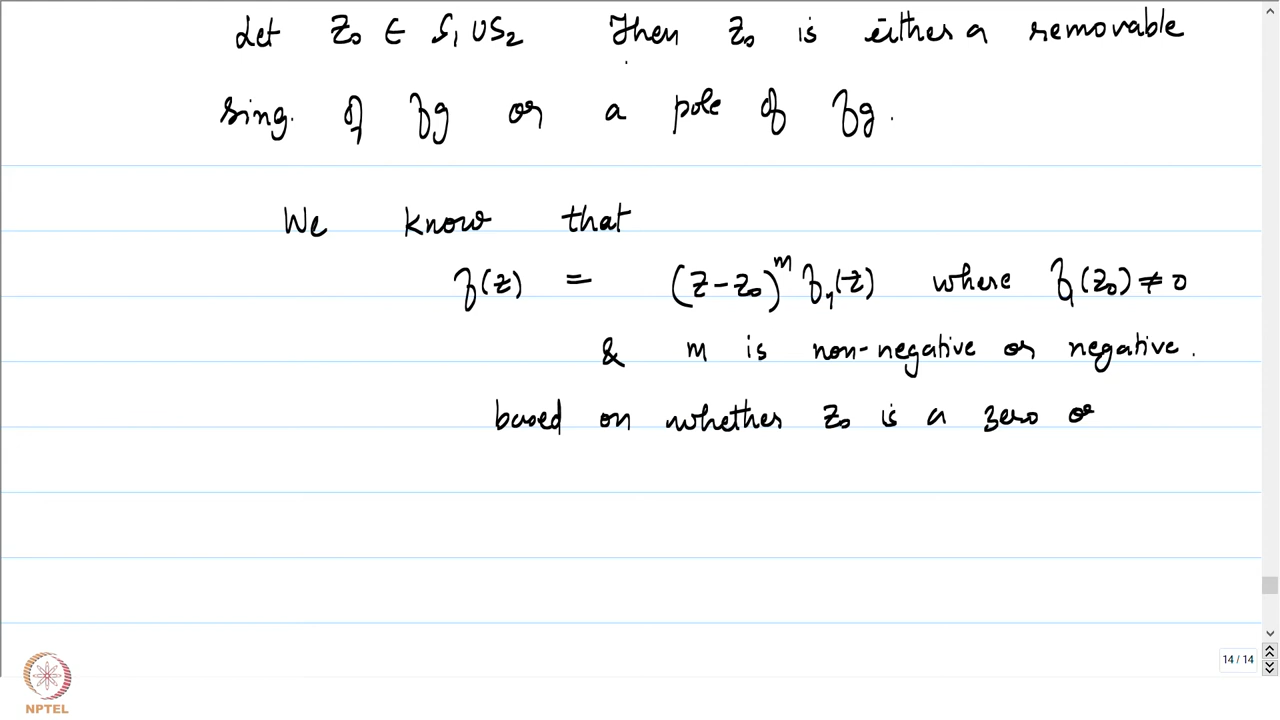 Let z₀ ∈ S₁ ∪ S₂ Then z₀ is either a removable
sing. of fg or a pole of fg.
We know that
f(z) = (z-z₀)ᵐ f₁(z) where f₁(z₀) ≠ 0
& m is non-negative or negative.
based on whether z₀ is a zero or
14 / 14
NPTEL